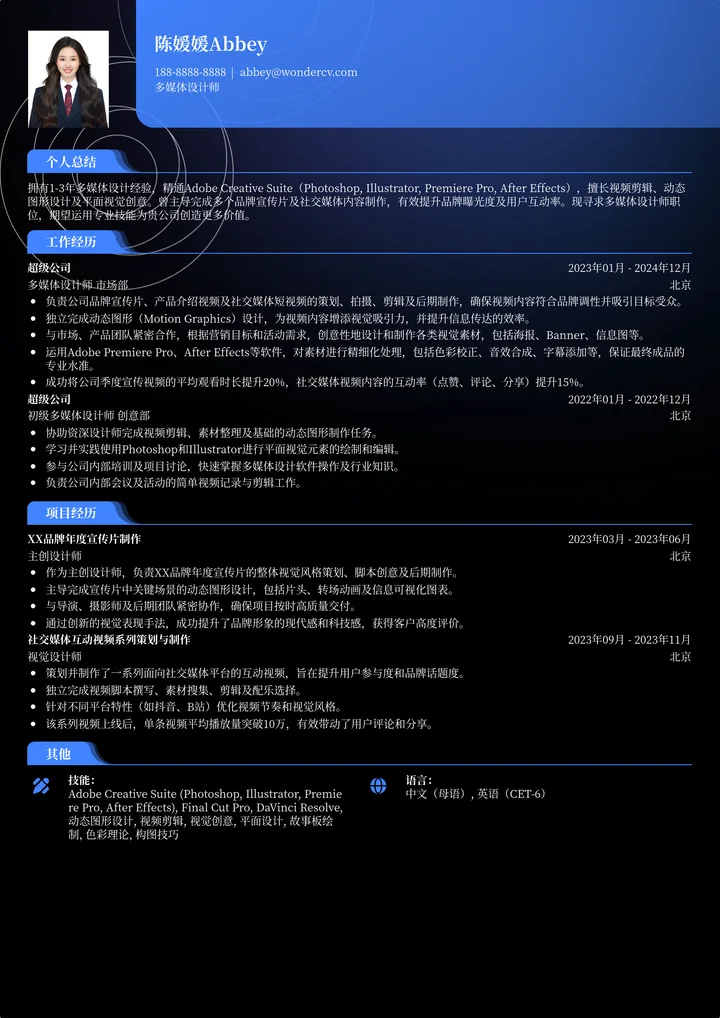 陈媛媛Abbey
188-8888-8888 | abbey@wondercv.com
多媒体设计师
个人总结
拥有1-3年多媒体设计经验，精通Adobe Creative Suite（Photoshop, Illustrator, Premiere Pro, After Effects），擅长视频剪辑、动态
图形设计及平面视觉创意。曾主导完成多个品牌宣传片及社交媒体内容制作，有效提升品牌曝光度及用户互动率。现寻求多媒体设计师职
位，期望运用专业技能为贵公司创造更多价值。
工作经历
超级公司 2023年01月 - 2024年12月
多媒体设计师 市场部 北京
• 负责公司品牌宣传片、产品介绍视频及社交媒体短视频的策划、拍摄、剪辑及后期制作，确保视频内容符合品牌调性并吸引目标受众。
• 独立完成动态图形（Motion Graphics）设计，为视频内容增添视觉吸引力，并提升信息传达的效率。
• 与市场、产品团队紧密合作，根据营销目标和活动需求，创意性地设计和制作各类视觉素材，包括海报、Banner、信息图等。
• 运用Adobe Premiere Pro、After Effects等软件，对素材进行精细化处理，包括色彩校正、音效合成、字幕添加等，保证最终成品的
专业水准。
• 成功将公司季度宣传视频的平均观看时长提升20%，社交媒体视频内容的互动率（点赞、评论、分享）提升15%。
超级公司 2022年01月 - 2022年12月
初级多媒体设计师 创意部 北京
• 协助资深设计师完成视频剪辑、素材整理及基础的动态图形制作任务。
• 学习并实践使用Photoshop和Illustrator进行平面视觉元素的绘制和编辑。
• 参与公司内部培训及项目讨论，快速掌握多媒体设计软件操作及行业知识。
• 负责公司内部会议及活动的简单视频记录与剪辑工作。
项目经历
XX品牌年度宣传片制作 2023年03月 - 2023年06月
主创设计师 北京
• 作为主创设计师，负责XX品牌年度宣传片的整体视觉风格策划、脚本创意及后期制作。
• 主导完成宣传片中关键场景的动态图形设计，包括片头、转场动画及信息可视化图表。
• 与导演、摄影师及后期团队紧密协作，确保项目按时高质量交付。
• 通过创新的视觉表现手法，成功提升了品牌形象的现代感和科技感，获得客户高度评价。
社交媒体互动视频系列策划与制作 2023年09月 - 2023年11月
视觉设计师 北京
• 策划并制作了一系列面向社交媒体平台的互动视频，旨在提升用户参与度和品牌话题度。
• 独立完成视频脚本撰写、素材搜集、剪辑及配乐选择。
• 针对不同平台特性（如抖音、B站）优化视频节奏和视觉风格。
• 该系列视频上线后，单条视频平均播放量突破10万，有效带动了用户评论和分享。
其他
技能：
Adobe Creative Suite (Photoshop, Illustrator, Premie
re Pro, After Effects), Final Cut Pro, DaVinci Resolve,
动态图形设计, 视频剪辑, 视觉创意, 平面设计, 故事板绘
制, 色彩理论, 构图技巧
语言：
中文（母语）, 英语（CET-6）